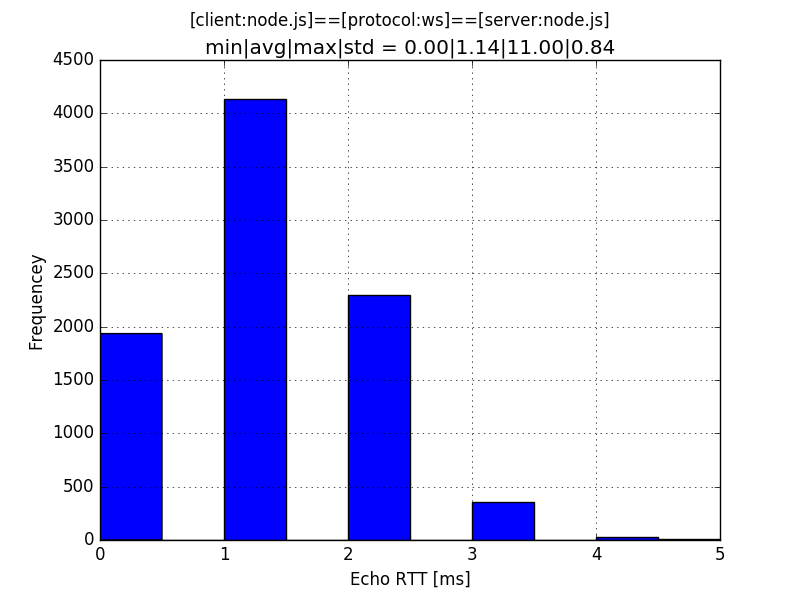 [client:node.js]==[protocol:ws]==[server:node.js]
min|avg|max|std = 0.00|1.14|11.00|0.84
4500
4000
3500
3000
2500
2000
1500
1000
500
0
Frequencey
0 1 2 3 4 5
Echo RTT [ms]